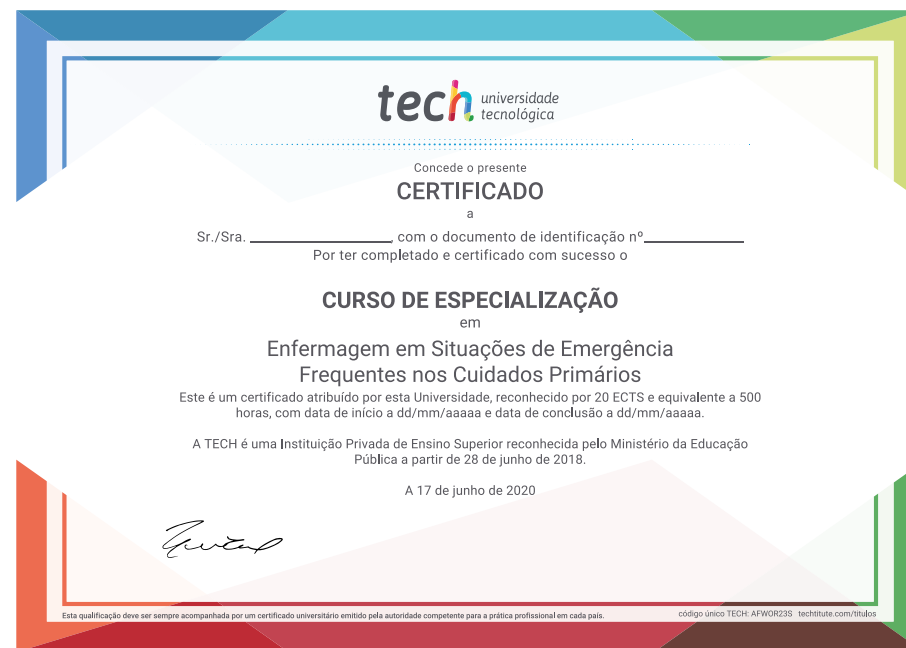 tech universidade
tecnológica
Concede o presente
CERTIFICADO
a
Sr./Sra. ____________, com o documento de identificação nº____________
Por ter completado e certificado com sucesso o
CURSO DE ESPECIALIZAÇÃO
em
Enfermagem em Situações de Emergência
Frequentes nos Cuidados Primários
Este é um certificado atribuído por esta Universidade, reconhecido por 20 ECTS e equivalente a 500
horas, com data de início a dd/mm/aaaaa e data de conclusão a dd/mm/aaaaa.
A TECH é uma Instituição Privada de Ensino Superior reconhecida pelo Ministério da Educação
Pública a partir de 28 de junho de 2018.
A 17 de junho de 2020
Esta qualificação deve ser sempre acompanhada por um certificado universitário emitido pela autoridade competente para a prática profissional em cada país.
código único TECH: AFWOR23S techtitute.com/titulos